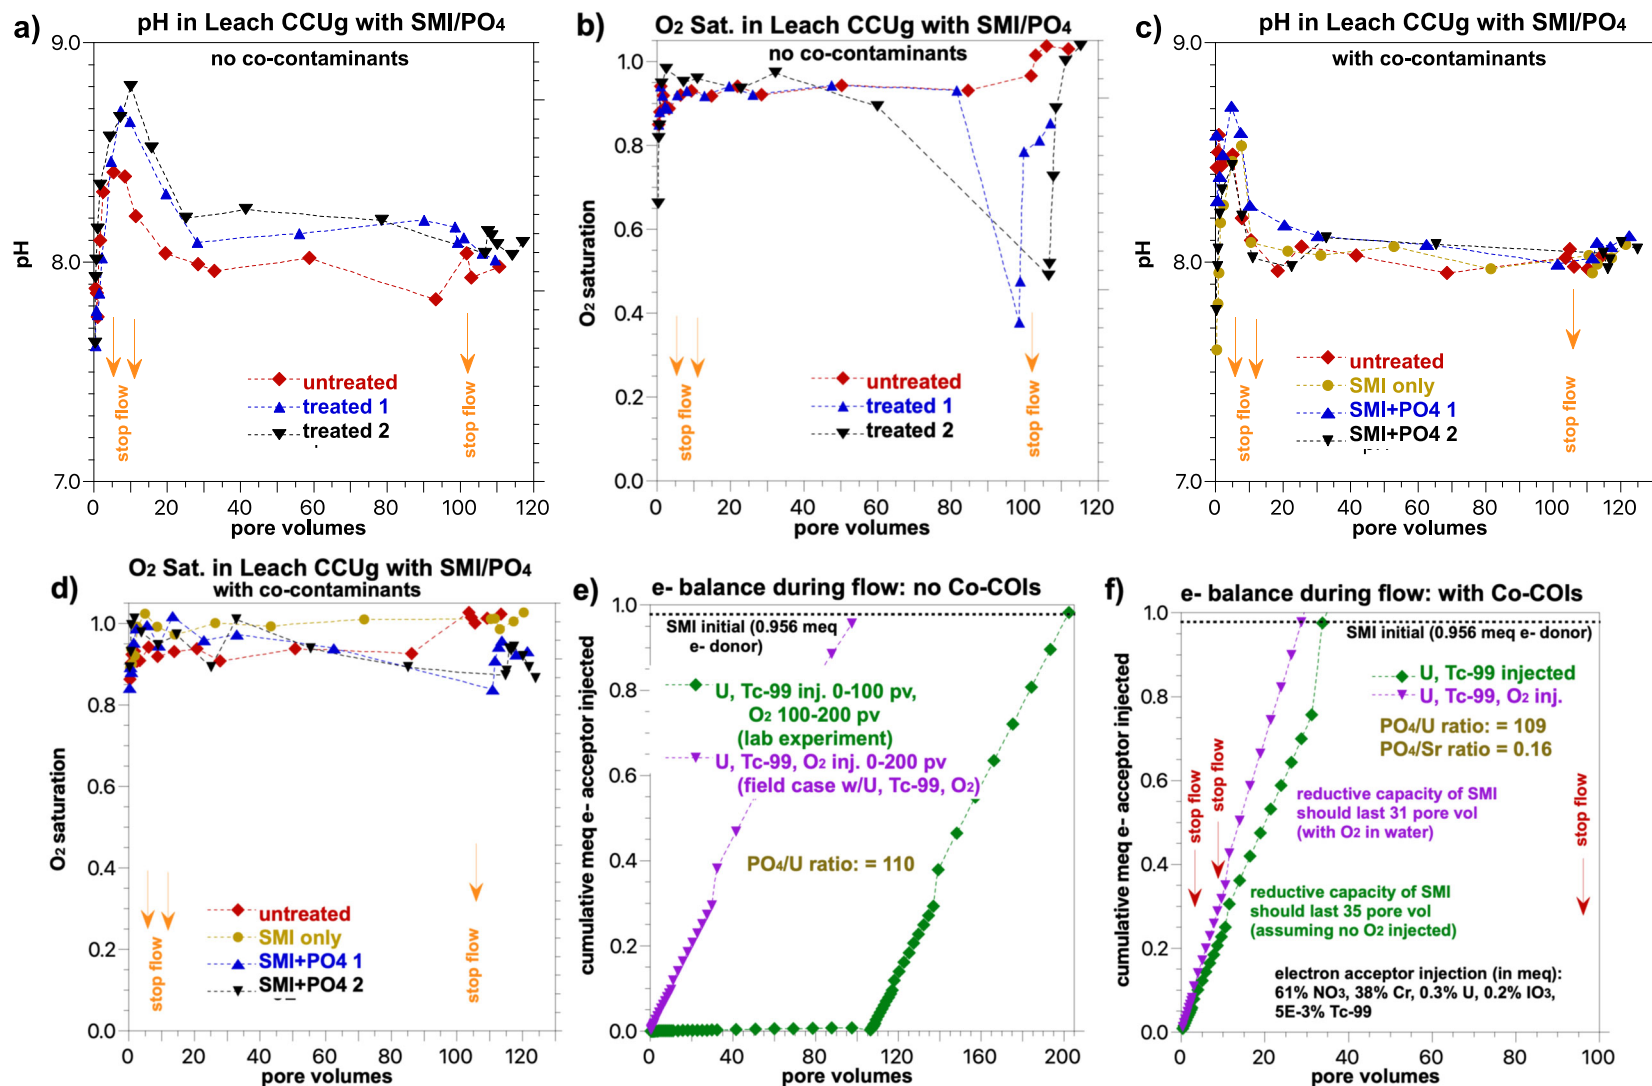 a)
pH in Leach CCUg with SMI/PO4
no co-contaminants
9.0
8.0
7.0
pH
stop flow
stop flow
untreated
treated 1
treated 2
0 20 40 60 80 100 120
pore volumes
b)
O2 Sat. in Leach CCUg with SMI/PO4
no co-contaminants
1.0
0.8
0.6
0.4
0.2
0.0
O2 saturation
stop flow
stop flow
untreated
treated 1
treated 2
0 20 40 60 80 100 120
pore volumes
c)
pH in Leach CCUg with SMI/PO4
with co-contaminants
9.0
8.0
7.0
pH
stop flow
stop flow
untreated
SMI only
SMI+PO4 1
SMI+PO4 2
0 20 40 60 80 100 120
pore volumes
d)
O2 Sat. in Leach CCUg with SMI/PO4
with co-contaminants
1.0
0.8
0.6
0.4
0.2
0.0
O2 saturation
stop flow
stop flow
untreated
SMI only
SMI+PO4 1
SMI+PO4 2
0 20 40 60 80 100 120
pore volumes
e)
e- balance during flow: no Co-COIs
1.0
0.8
0.6
0.4
0.2
0.0
cumulative meq e- acceptor injected
SMI initial (0.956 meq
e- donor)
U, Tc-99 inj. 0-100 pv,
O2 100-200 pv
(lab experiment)
U, Tc-99, O2 inj. 0-200 pv
(field case w/U, Tc-99, O2)
PO4/U ratio: = 110
0 40 80 120 160 200
pore volumes
f)
e- balance during flow: with Co-COIs
1.0
0.8
0.6
0.4
0.2
0.0
cumulative meq e- acceptor injected
SMI initial (0.956 meq e- donor)
U, Tc-99 injected
U, Tc-99, O2 inj.
PO4/U ratio: = 109
PO4/Sr ratio = 0.16
stop flow
stop flow
stop flow
reductive capacity of SMI
should last 31 pore vol
(with O2 in water)
reductive capacity of SMI
should last 35 pore vol
(assuming no O2 injected)
electron acceptor injection (in meq):
61% NO3, 38% Cr, 0.3% U, 0.2% IO3,
5E-3% Tc-99
0 20 40 60 80 100
pore volumes